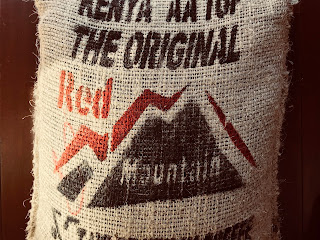 KENYA AA TOP
THE ORIGINAL
Red
Mountain